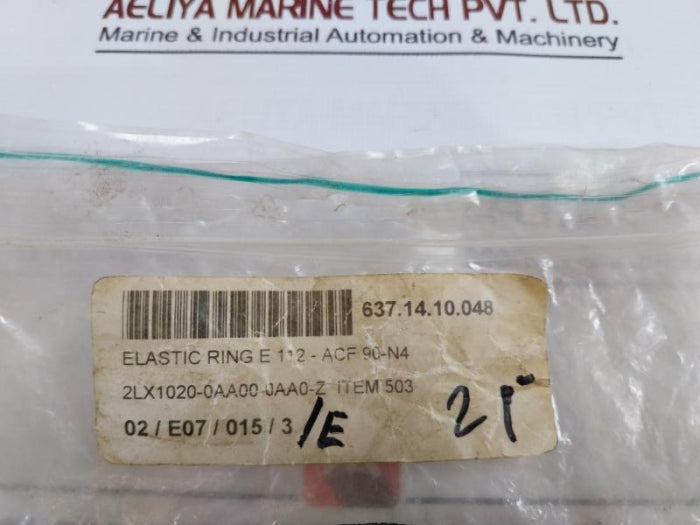 AELIYA MARINE TECH PVT. LTD.
Marine & Industrial Automation & Machinery
637.14.10.048
ELASTIC RING E 112 - ACF 90-N4
2LX1020-0AA00-0AA0-Z ITEM 503
02 / E07 / 015 / 3 /E